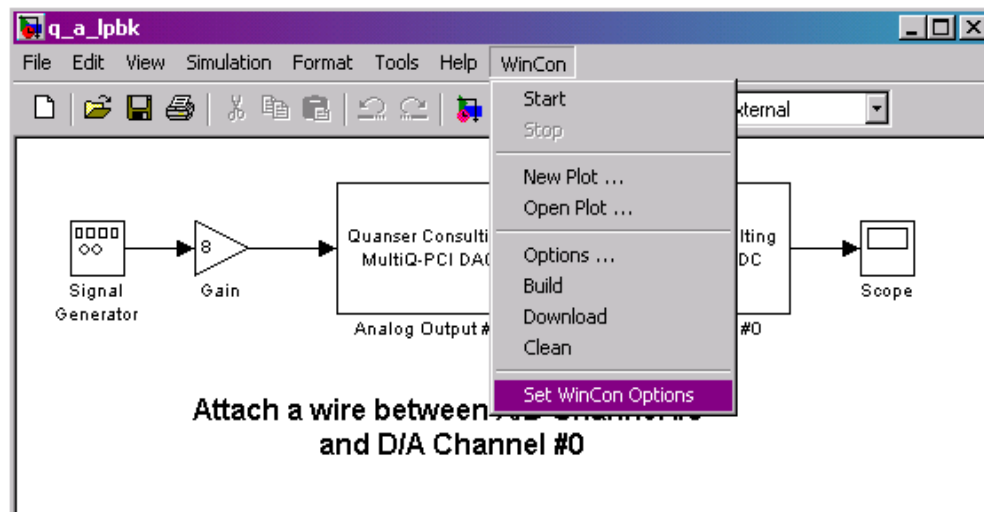 q_a_lpbk
File Edit View Simulation Format Tools Help WinCon
Start
Stop
New Plot ...
Open Plot ...
Options ...
Build
Download
Clean
Set WinCon Options
xternal
8
Signal
Generator
Gain
Quanser Consulti
MultiQ-PCI DAC
Analog Output #
lting
DC
#0
Scope
Attach a wire between
and D/A Channel #0